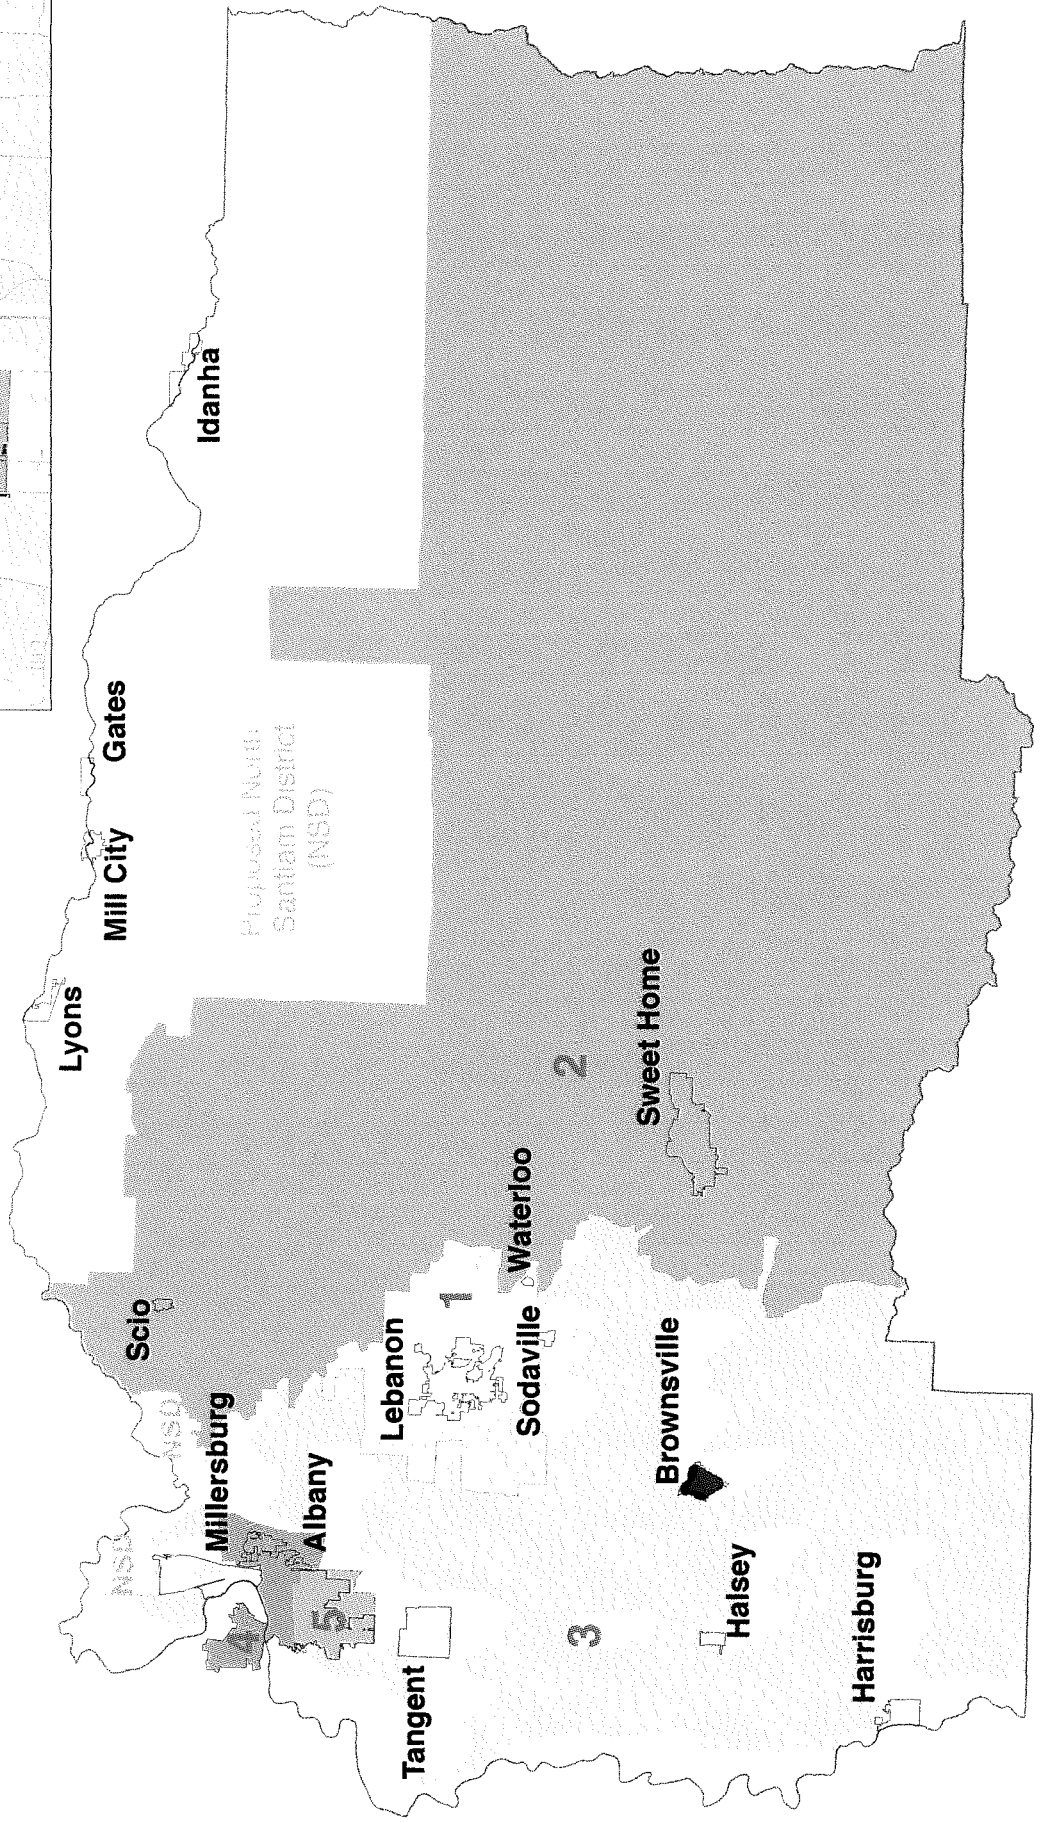 Idanha
Gates
Mill City
Lyons
Proposed North
Santiam District
(NSD)
Scio
NSD
NSD
Millersburg
Albany
4
5
Lebanon
1
Waterloo
Sodaville
2
Sweet Home
Tangent
3
Brownsville
Halsey
Harrisburg